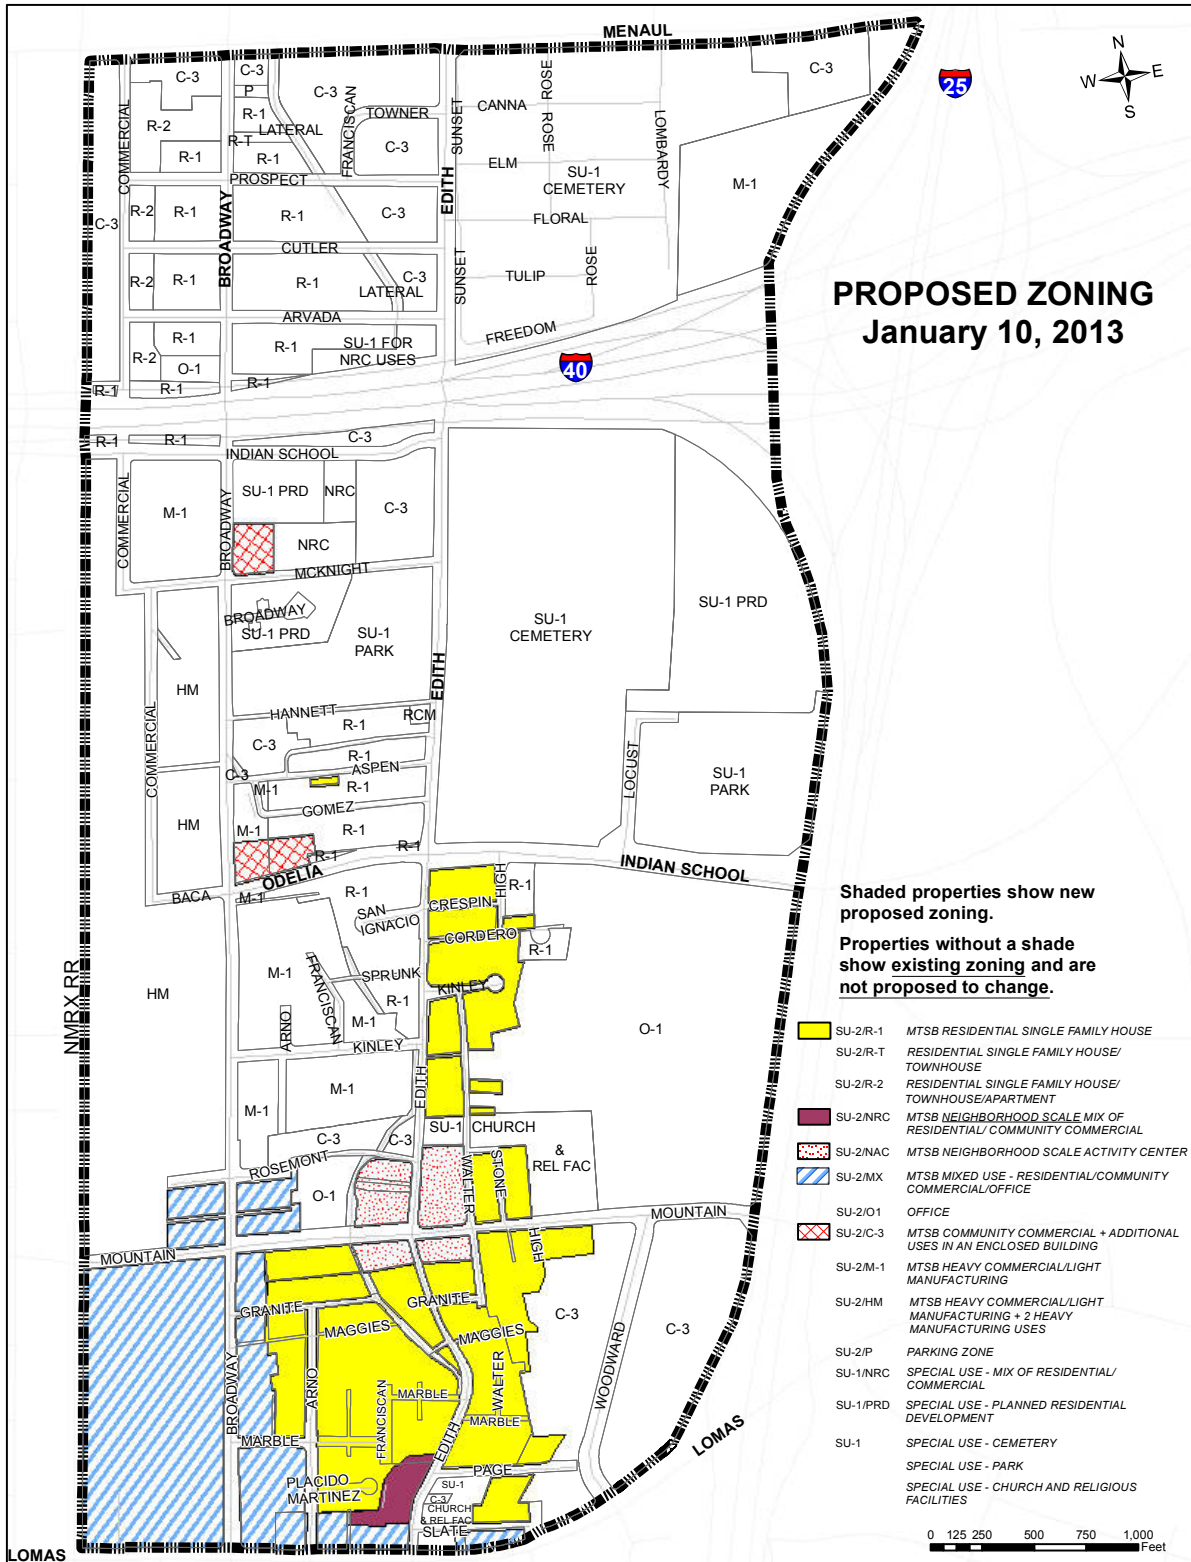 MENAUL
N
W E
S
25
C-3
C-3
P
C-3
C-3
COMMERCIAL
R-2
R-1
LATERAL
R-T
R-1
R-1
FRANCISCAN
TOWNER
C-3
SUNSET
CANNA
ROSE
ROSE
ELM
LOMBARDY
SU-1
CEMETERY
M-1
PROSPECT
EDITH
C-3
R-2
R-1
BROADWAY
R-1
C-3
FLORAL
CUTLER
R-2
R-1
R-1
C-3
LATERAL
SUNSET
TULIP
ROSE
ARVADA
FREEDOM
R-1
R-2
O-1
R-1
SU-1 FOR
NRC USES
PROPOSED ZONING
January 10, 2013
40
R-1
R-1
R-1
R-1
R-1
C-3
INDIAN SCHOOL
COMMERCIAL
M-1
BROADWAY
SU-1 PRD
NRC
C-3
NRC
MCKNIGHT
BROADWAY
SU-1 PRD
SU-1
PARK
SU-1
CEMETERY
SU-1 PRD
HM
EDITH
COMMERCIAL
HANNETT
RCM
R-1
C-3
R-1
ASPEN
C-3
M-1
R-1
GOMEZ
LOCUST
SU-1
PARK
HM
M-1
R-1
R-1
R-1
ODELIA
INDIAN SCHOOL
BACA
M-1
R-1
HIGH
R-1
CRESPIN
SAN
IGNACIO
CORDERO
R-1
NMRX RR
HM
M-1
FRANCISCAN
SPRUNK
KINLEY
R-1
M-1
ARNO
KINLEY
O-1
M-1
M-1
EDITH
C-3
C-3
SU-1 CHURCH
&
REL FAC
ROSEMONT
O-1
WALTER
STONE
MOUNTAIN
MOUNTAIN
HIGH
GRANITE
GRANITE
MAGGIES
MAGGIES
C-3
WOODWARD
C-3
BROADWAY
ARNO
WALTER
MARBLE
FRANCISCAN
MARBLE
EDITH
MARBLE
LOMAS
PLACIDO
MARTINEZ
PAGE
SU-1
C-3
CHURCH
& REL FAC
SLATE
LOMAS
Shaded properties show new
proposed zoning.
Properties without a shade
show existing zoning and are
not proposed to change.
SU-2/R-1 MTSB RESIDENTIAL SINGLE FAMILY HOUSE
SU-2/R-T RESIDENTIAL SINGLE FAMILY HOUSE/
TOWNHOUSE
SU-2/R-2 RESIDENTIAL SINGLE FAMILY HOUSE/
TOWNHOUSE/APARTMENT
SU-2/NRC MTSB NEIGHBORHOOD SCALE MIX OF
RESIDENTIAL/ COMMUNITY COMMERCIAL
SU-2/NAC MTSB NEIGHBORHOOD SCALE ACTIVITY CENTER
SU-2/MX MTSB MIXED USE - RESIDENTIAL/COMMUNITY
COMMERCIAL/OFFICE
SU-2/O1 OFFICE
SU-2/C-3 MTSB COMMUNITY COMMERCIAL + ADDITIONAL
USES IN AN ENCLOSED BUILDING
SU-2/M-1 MTSB HEAVY COMMERCIAL/LIGHT
MANUFACTURING
SU-2/HM MTSB HEAVY COMMERCIAL/LIGHT
MANUFACTURING + 2 HEAVY
MANUFACTURING USES
SU-2/P PARKING ZONE
SU-1/NRC SPECIAL USE - MIX OF RESIDENTIAL/
COMMERCIAL
SU-1/PRD SPECIAL USE - PLANNED RESIDENTIAL
DEVELOPMENT
SU-1 SPECIAL USE - CEMETERY
SPECIAL USE - PARK
SPECIAL USE - CHURCH AND RELIGIOUS
FACILITIES
0 125 250 500 750 1,000
Feet